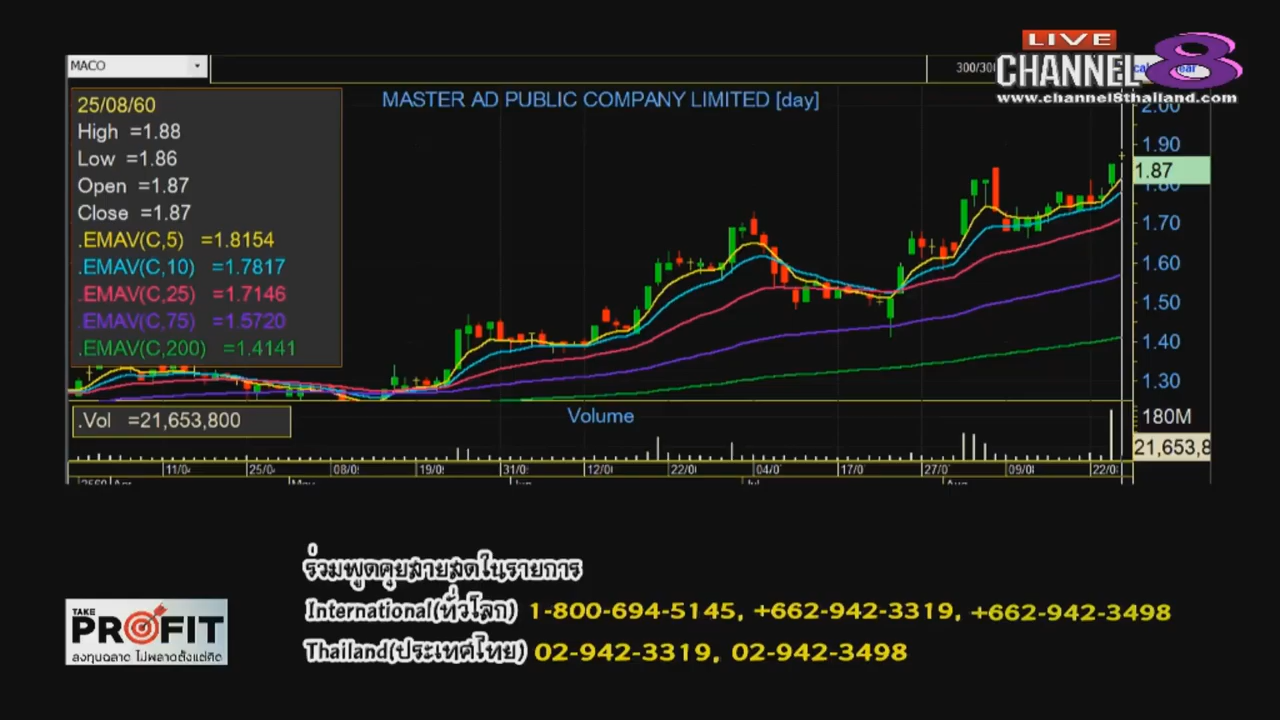 MACO
300/300
LIVE
CHANNEL 8
www.channel8thailand.com
25/08/60
High =1.88
Low =1.86
Open =1.87
Close =1.87
.EMAV(C,5) =1.8154
.EMAV(C,10) =1.7817
.EMAV(C,25) =1.7146
.EMAV(C,75) =1.5720
.EMAV(C,200) =1.4141
MASTER AD PUBLIC COMPANY LIMITED [day]
2.00
1.90
1.87
1.80
1.70
1.60
1.50
1.40
1.30
.Vol =21,653,800
Volume
180M
21,653,8
11/04 25/0 08/0 19/0 31/0 12/0 22/0 04/0 17/0 27/0 09/0 22/0
ร่วมพูดคุยสายสดในรายการ
International(ทั่วโลก) 1-800-694-5145, +662-942-3319, +662-942-3498
Thailand(ประเทศไทย) 02-942-3319, 02-942-3498
TAKE
PROFIT
ลงทุนฉลาด ไม่พลาดตั้งแต่คิด